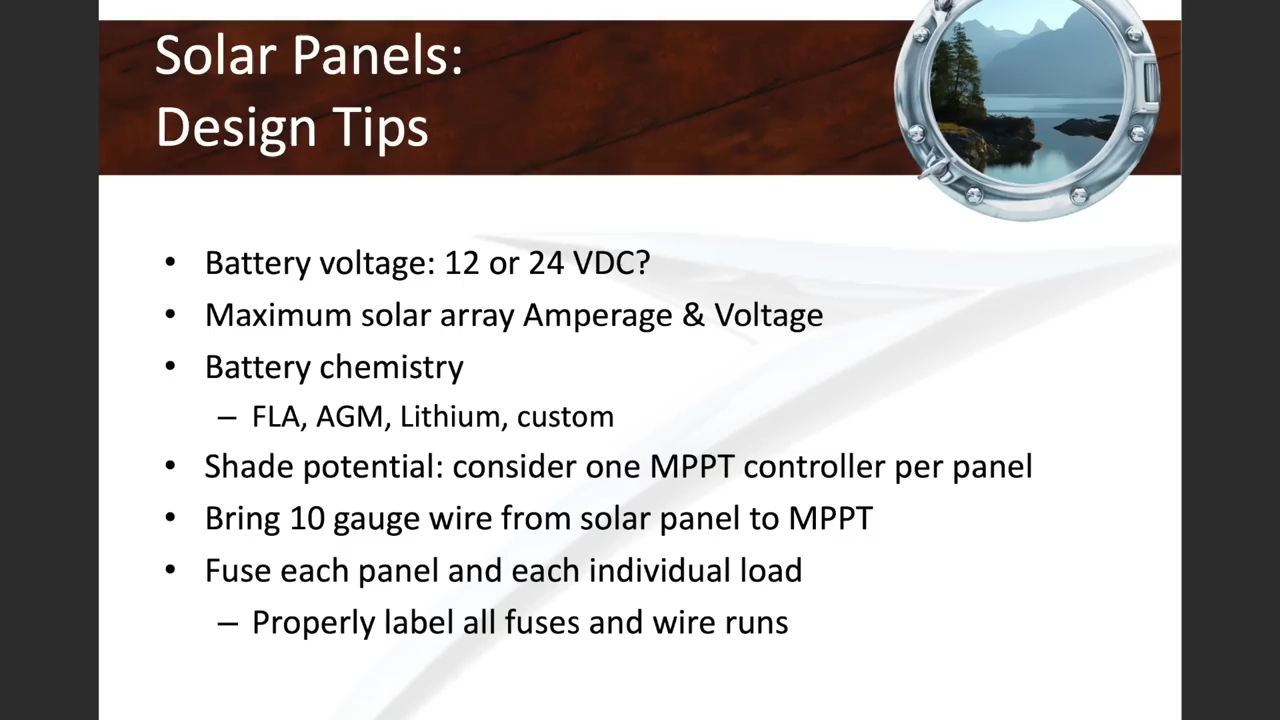 Solar Panels:
Design Tips
• Battery voltage: 12 or 24 VDC?
• Maximum solar array Amperage & Voltage
• Battery chemistry
– FLA, AGM, Lithium, custom
• Shade potential: consider one MPPT controller per panel
• Bring 10 gauge wire from solar panel to MPPT
• Fuse each panel and each individual load
– Properly label all fuses and wire runs